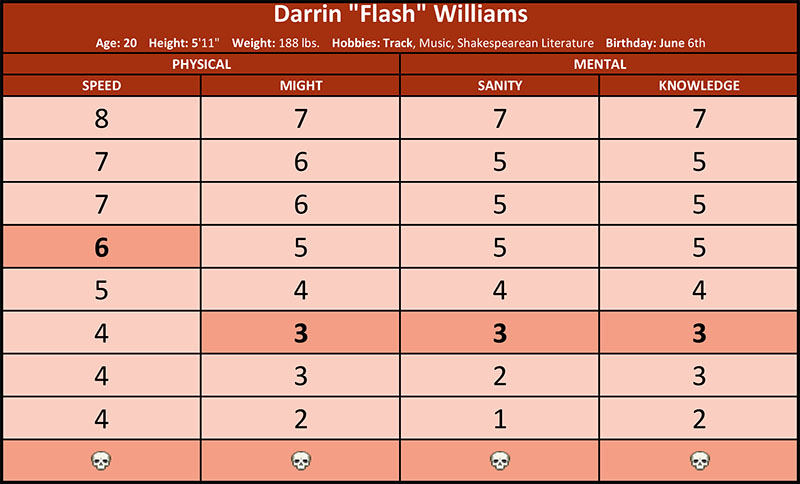 Darrin "Flash" Williams
Age: 20 Height: 5'11" Weight: 188 lbs. Hobbies: Track, Music, Shakespearean Literature Birthday: June 6th
PHYSICAL MENTAL
SPEED MIGHT SANITY KNOWLEDGE
8 7 7 7
7 6 5 5
7 6 5 5
6 5 5 5
5 4 4 4
4 3 3 3
4 3 2 3
4 2 1 2